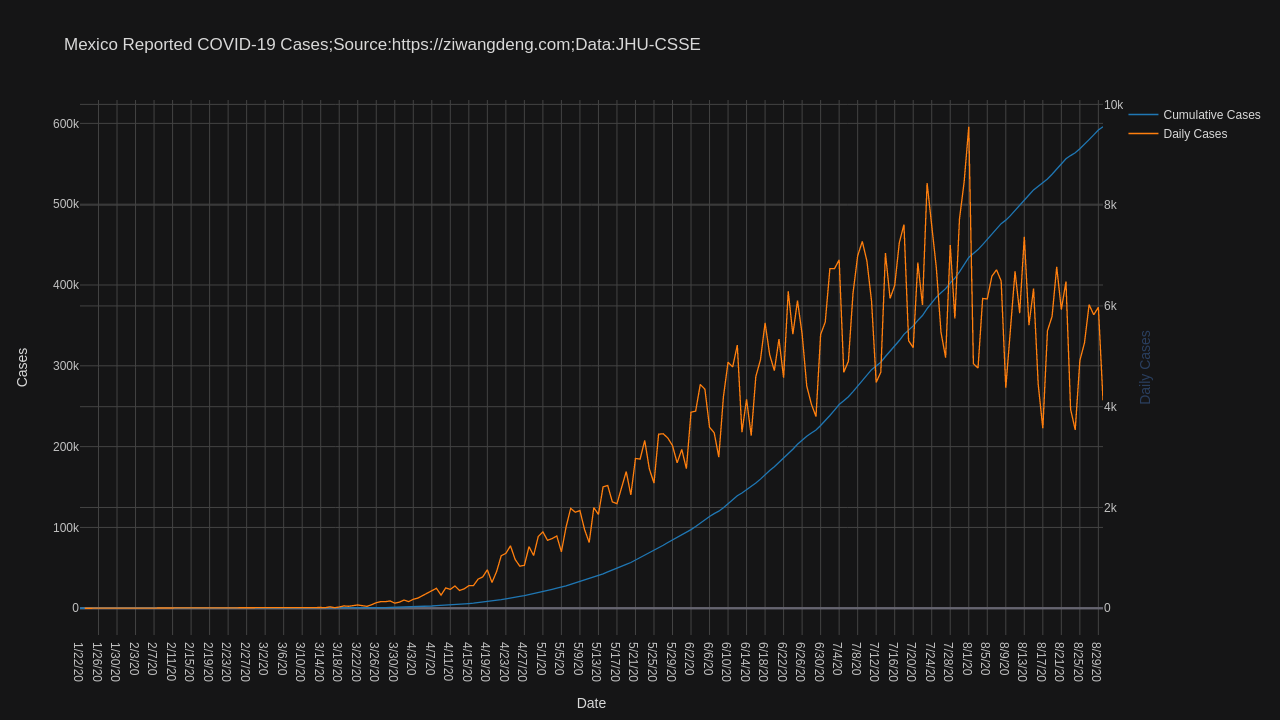 Mexico Reported COVID-19 Cases;Source:https://ziwangdeng.com;Data:JHU-CSSE
10k
Cumulative Cases
600k
Daily Cases
500k
8k
400k
6k
300k
Cases
Daily Cases
4k
200k
2k
100k
0
0
1/22/20 1/26/20 1/30/20 2/3/20 2/7/20 2/11/20 2/15/20 2/19/20 2/23/20 2/27/20 3/2/20 3/6/20 3/10/20 3/14/20 3/18/20 3/22/20 3/26/20 3/30/20 4/3/20 4/7/20 4/11/20 4/15/20 4/19/20 4/23/20 4/27/20 5/1/20 5/5/20 5/9/20 5/13/20 5/17/20 5/21/20 5/25/20 5/29/20 6/2/20 6/6/20 6/10/20 6/14/20 6/18/20 6/22/20 6/26/20 6/30/20 7/4/20 7/8/20 7/12/20 7/16/20 7/20/20 7/24/20 7/28/20 8/1/20 8/5/20 8/9/20 8/13/20 8/17/20 8/21/20 8/25/20 8/29/20
Date